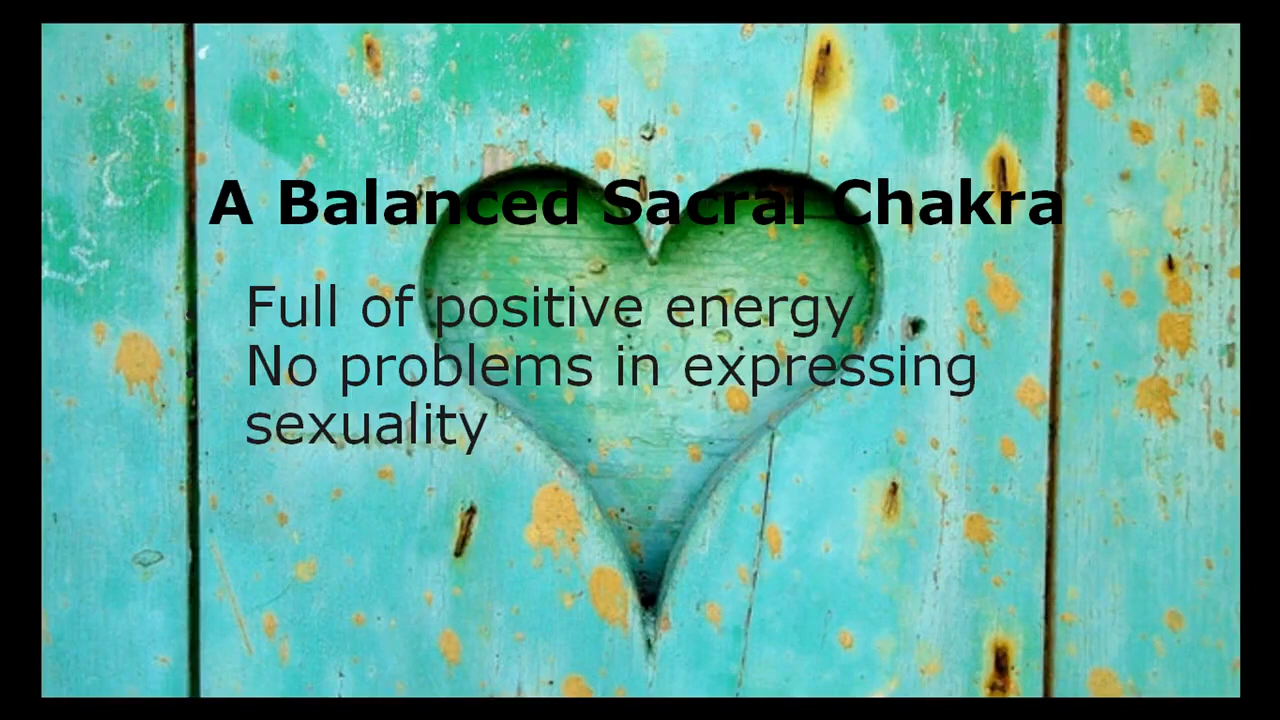 A Balanced Sacral Chakra
Full of positive energy
No problems in expressing
sexuality